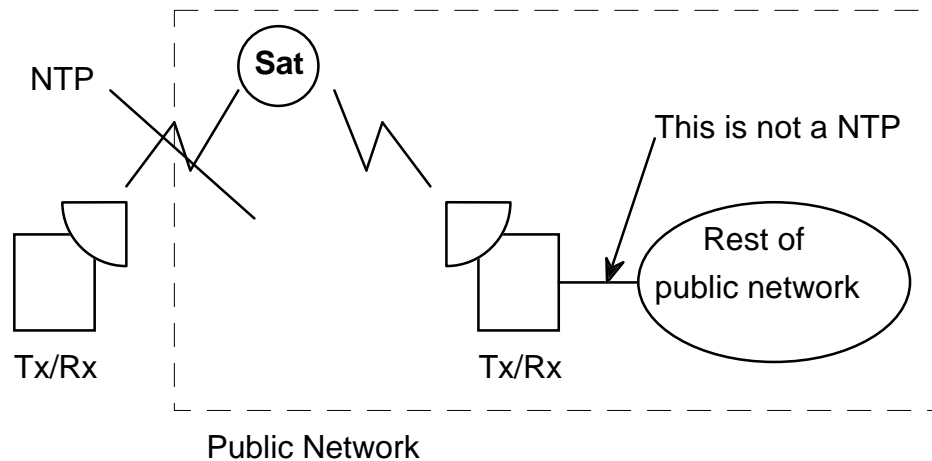 Sat
NTP
This is not a NTP
Rest of
public network
Tx/Rx
Tx/Rx
Public Network